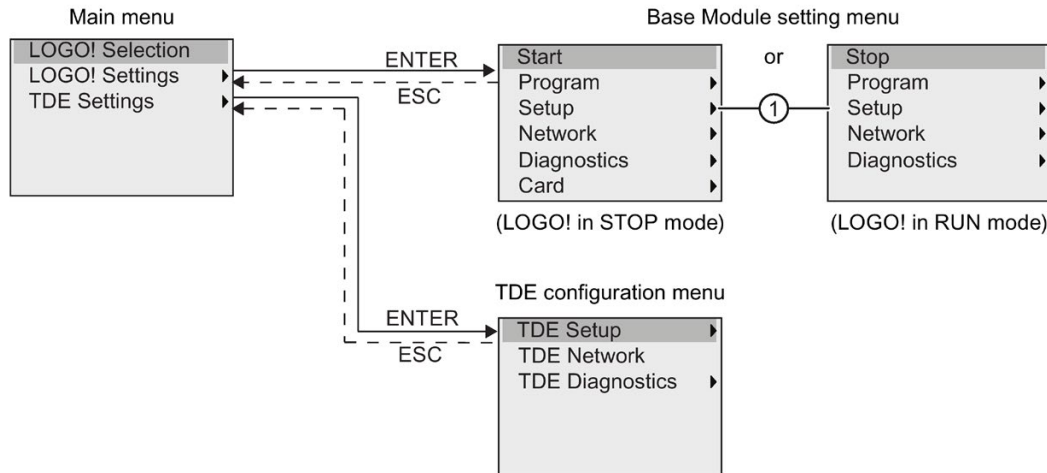 Main menu
LOGO! Selection
LOGO! Settings
TDE Settings
ENTER
ESC
Base Module setting menu
Start
Program
Setup
Network
Diagnostics
Card
(LOGO! in STOP mode)
or
1
Stop
Program
Setup
Network
Diagnostics
(LOGO! in RUN mode)
ENTER
ESC
TDE configuration menu
TDE Setup
TDE Network
TDE Diagnostics